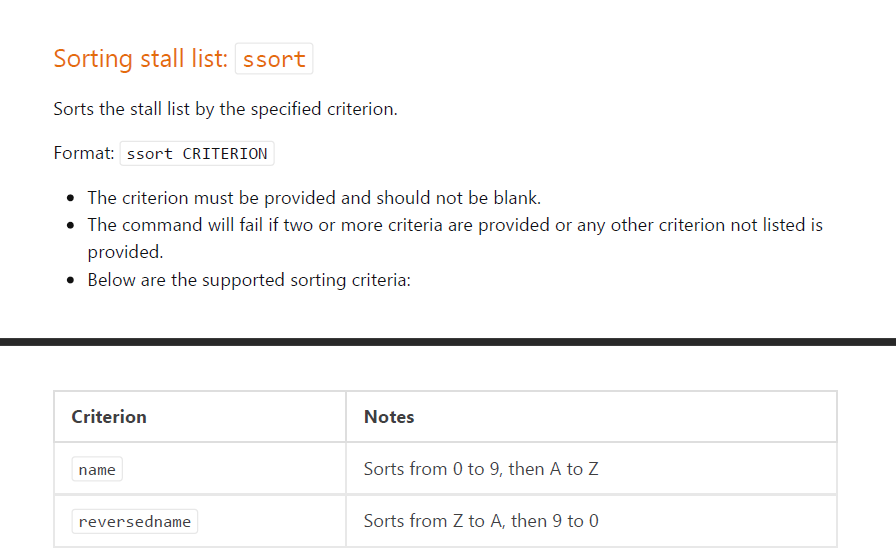 Sorting stall list: ssort
Sorts the stall list by the specified criterion.
Format: ssort CRITERION
The criterion must be provided and should not be blank.
The command will fail if two or more criteria are provided or any other criterion not listed is
provided.
Below are the supported sorting criteria:
Criterion Notes
name Sorts from 0 to 9, then A to Z
reversedname Sorts from Z to A, then 9 to 0